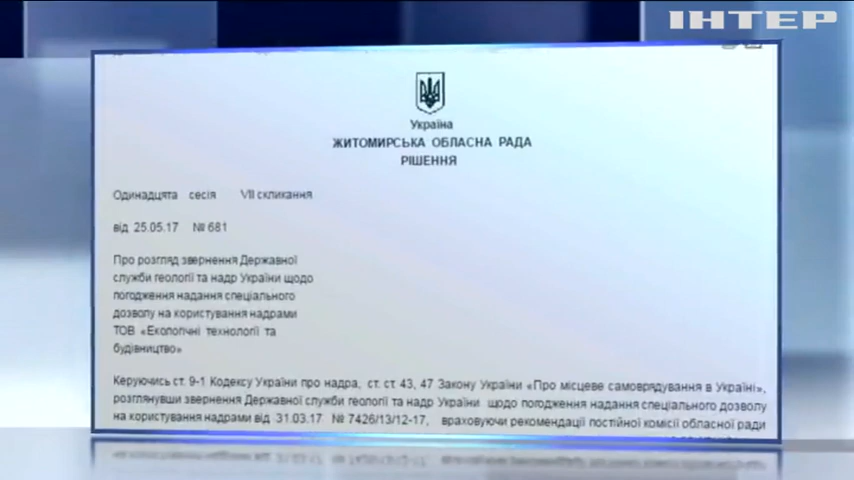 ІНТЕР
Україна
ЖИТОМИРСЬКА ОБЛАСНА РАДА
РІШЕННЯ
Одинадцята сесія VII скликання
від 25.05.17 № 681
Про розгляд звернення Державної
служби геології та надр України щодо
погодження надання спеціального
дозволу на користування надрами
ТОВ «Екологічні технології та
будівництво»
Керуючись ст. 9-1 Кодексу України про надра, ст. ст. 43, 47 Закону України «Про місцеве самоврядування в Україні»,
розглянувши звернення Державної служби геології та надр України щодо погодження надання спеціального дозволу
на користування надрами від 31.03.17 № 7426/13/12-17, враховуючи рекомендації постійної комісії обласної ради